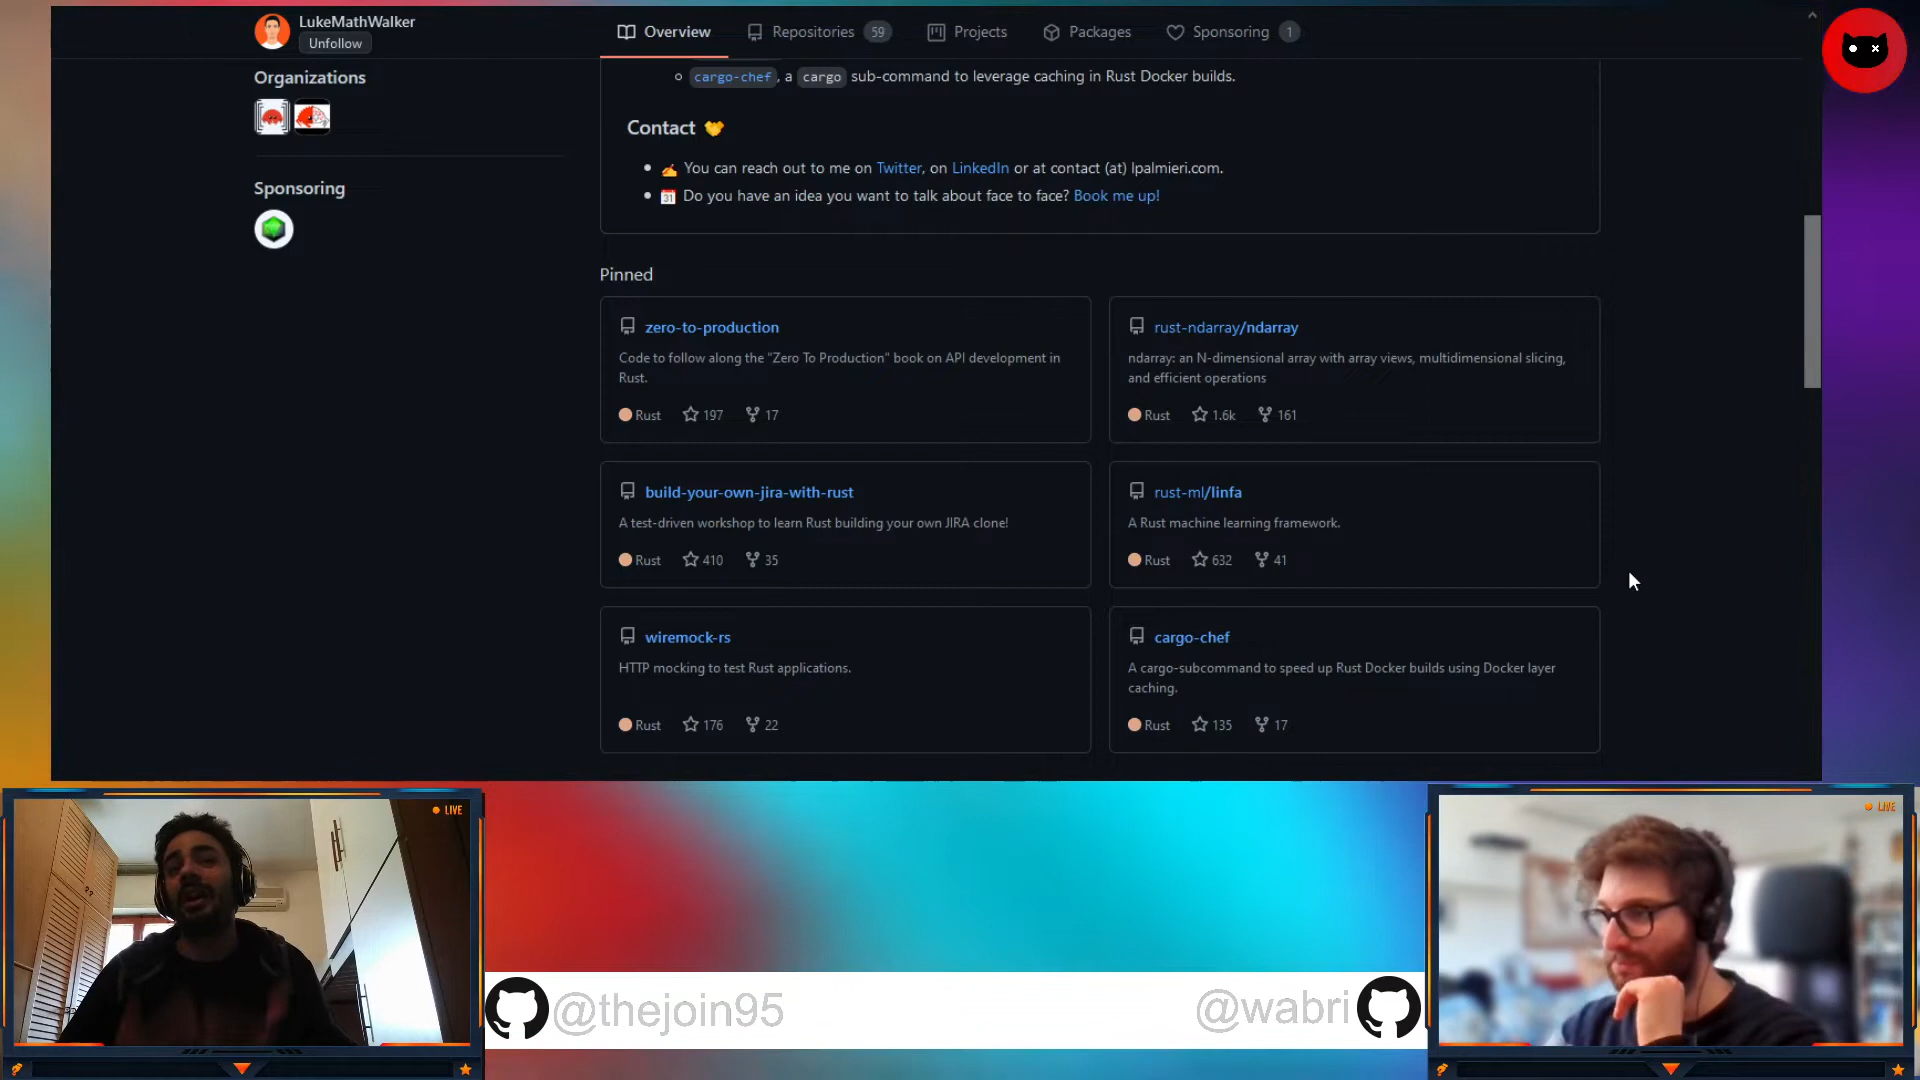 LukeMathWalker
Unfollow
Overview
Repositories 59
Projects
Packages
Sponsoring 1
Organizations
Sponsoring
cargo-chef, a cargo sub-command to leverage caching in Rust Docker builds.
Contact
You can reach out to me on Twitter, on LinkedIn or at contact (at) lpalmieri.com.
Do you have an idea you want to talk about face to face? Book me up!
Pinned
zero-to-production
Code to follow along the "Zero To Production" book on API development in
Rust.
Rust 197 17
rust-ndarray/ndarray
ndarray: an N-dimensional array with array views, multidimensional slicing,
and efficient operations
Rust 1.6k 161
build-your-own-jira-with-rust
A test-driven workshop to learn Rust building your own JIRA clone!
Rust 410 35
rust-ml/linfa
A Rust machine learning framework.
Rust 632 41
wiremock-rs
HTTP mocking to test Rust applications.
Rust 176 22
cargo-chef
A cargo-subcommand to speed up Rust Docker builds using Docker layer
caching.
Rust 135 17
LIVE
LIVE
@thejoin95
@wabri